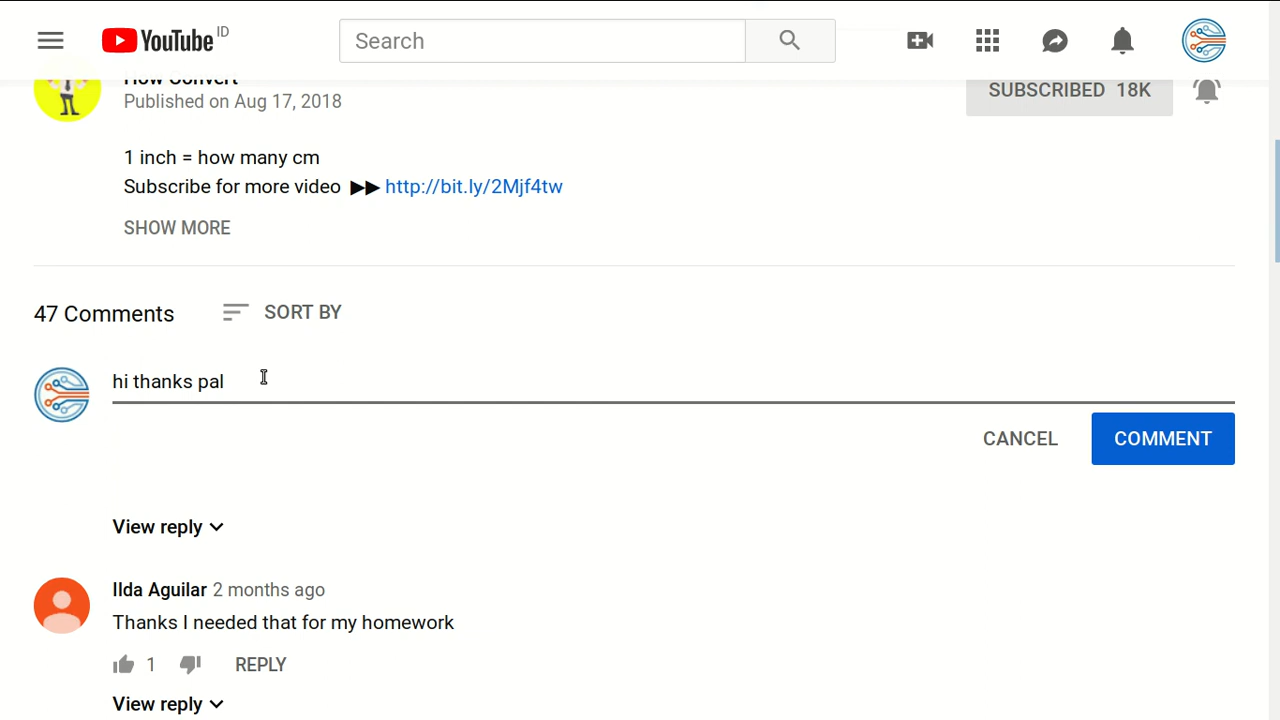 YouTube ID
Search
How Convert
Published on Aug 17, 2018
SUBSCRIBED 18K
1 inch = how many cm
Subscribe for more video ▶▶ http://bit.ly/2Mjf4tw
SHOW MORE
47 Comments
SORT BY
hi thanks pal
CANCEL
COMMENT
View reply
Ilda Aguilar 2 months ago
Thanks I needed that for my homework
1
REPLY
View reply